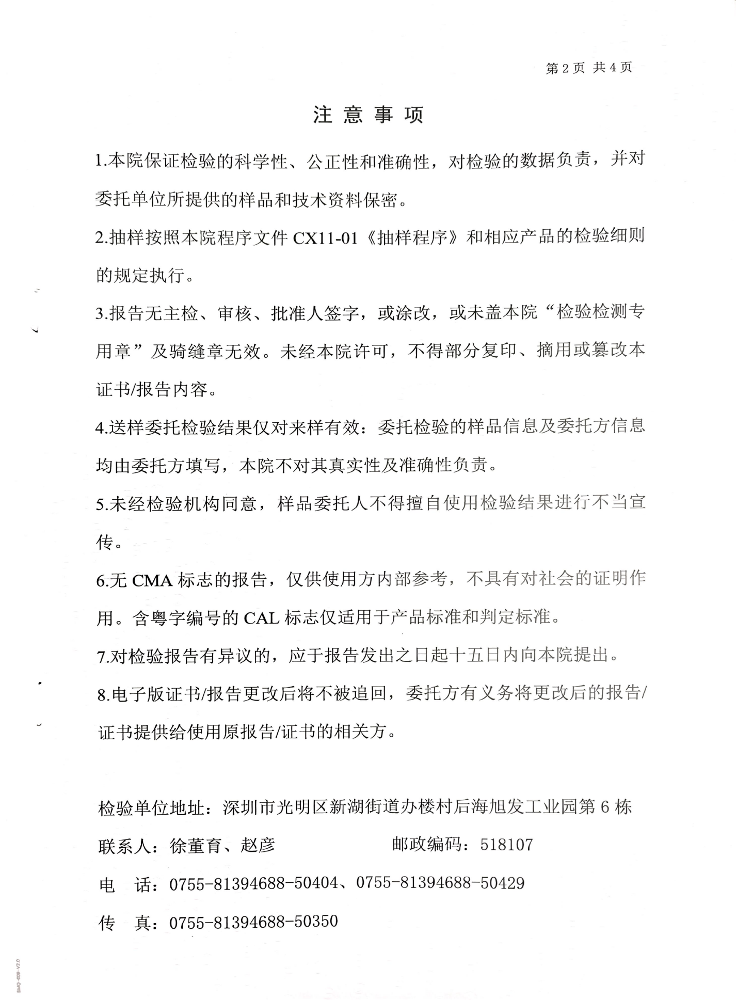 第2页 共4页
注意事项
1.本院保证检验的科学性、公正性和准确性，对检验的数据负责，并对
委托单位所提供的样品和技术资料保密。
2.抽样按照本院程序文件 CX11-01《抽样程序》和相应产品的检验细则
的规定执行。
3.报告无主检、审核、批准人签字，或涂改，或未盖本院“检验检测专
用章”及骑缝章无效。未经本院许可，不得部分复印、摘用或篡改本
证书/报告内容。
4.送样委托检验结果仅对来样有效：委托检验的样品信息及委托方信息
均由委托方填写，本院不对其真实性及准确性负责。
5.未经检验机构同意，样品委托人不得擅自使用检验结果进行不当宣
传。
6.无 CMA 标志的报告，仅供使用方内部参考，不具有对社会的证明作
用。含粤字编号的 CAL 标志仅适用于产品标准和判定标准。
7.对检验报告有异议的，应于报告发出之日起十五日内向本院提出。
8.电子版证书/报告更改后将不被追回，委托方有义务将更改后的报告/
证书提供给使用原报告/证书的相关方。
检验单位地址：深圳市光明区新湖街道办楼村后海旭发工业园第 6 栋
联系人：徐董育、赵彦 邮政编码：518107
电 话：0755-81394688-50404、0755-81394688-50429
传 真：0755-81394688-50350